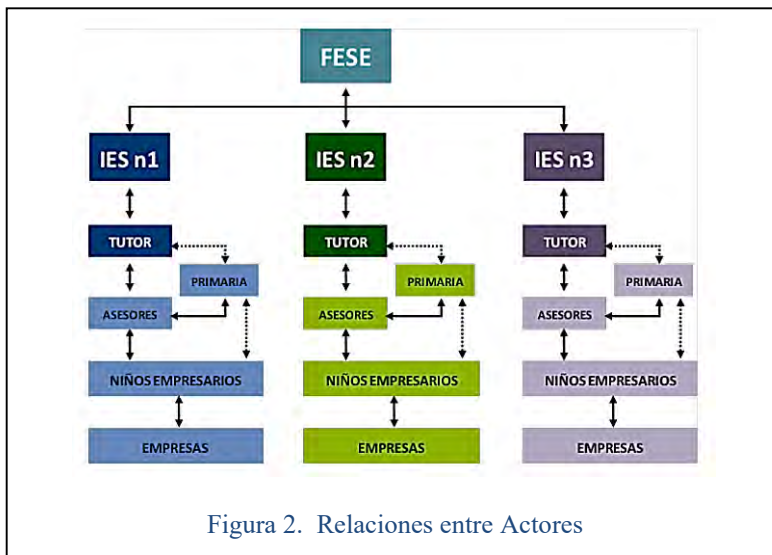 FESE
IES n1
IES n2
IES n3
TUTOR
TUTOR
TUTOR
PRIMARIA
PRIMARIA
PRIMARIA
ASESORES
ASESORES
ASESORES
NIÑOS EMPRESARIOS
NIÑOS EMPRESARIOS
NIÑOS EMPRESARIOS
EMPRESAS
EMPRESAS
EMPRESAS
Figura 2. Relaciones entre Actores